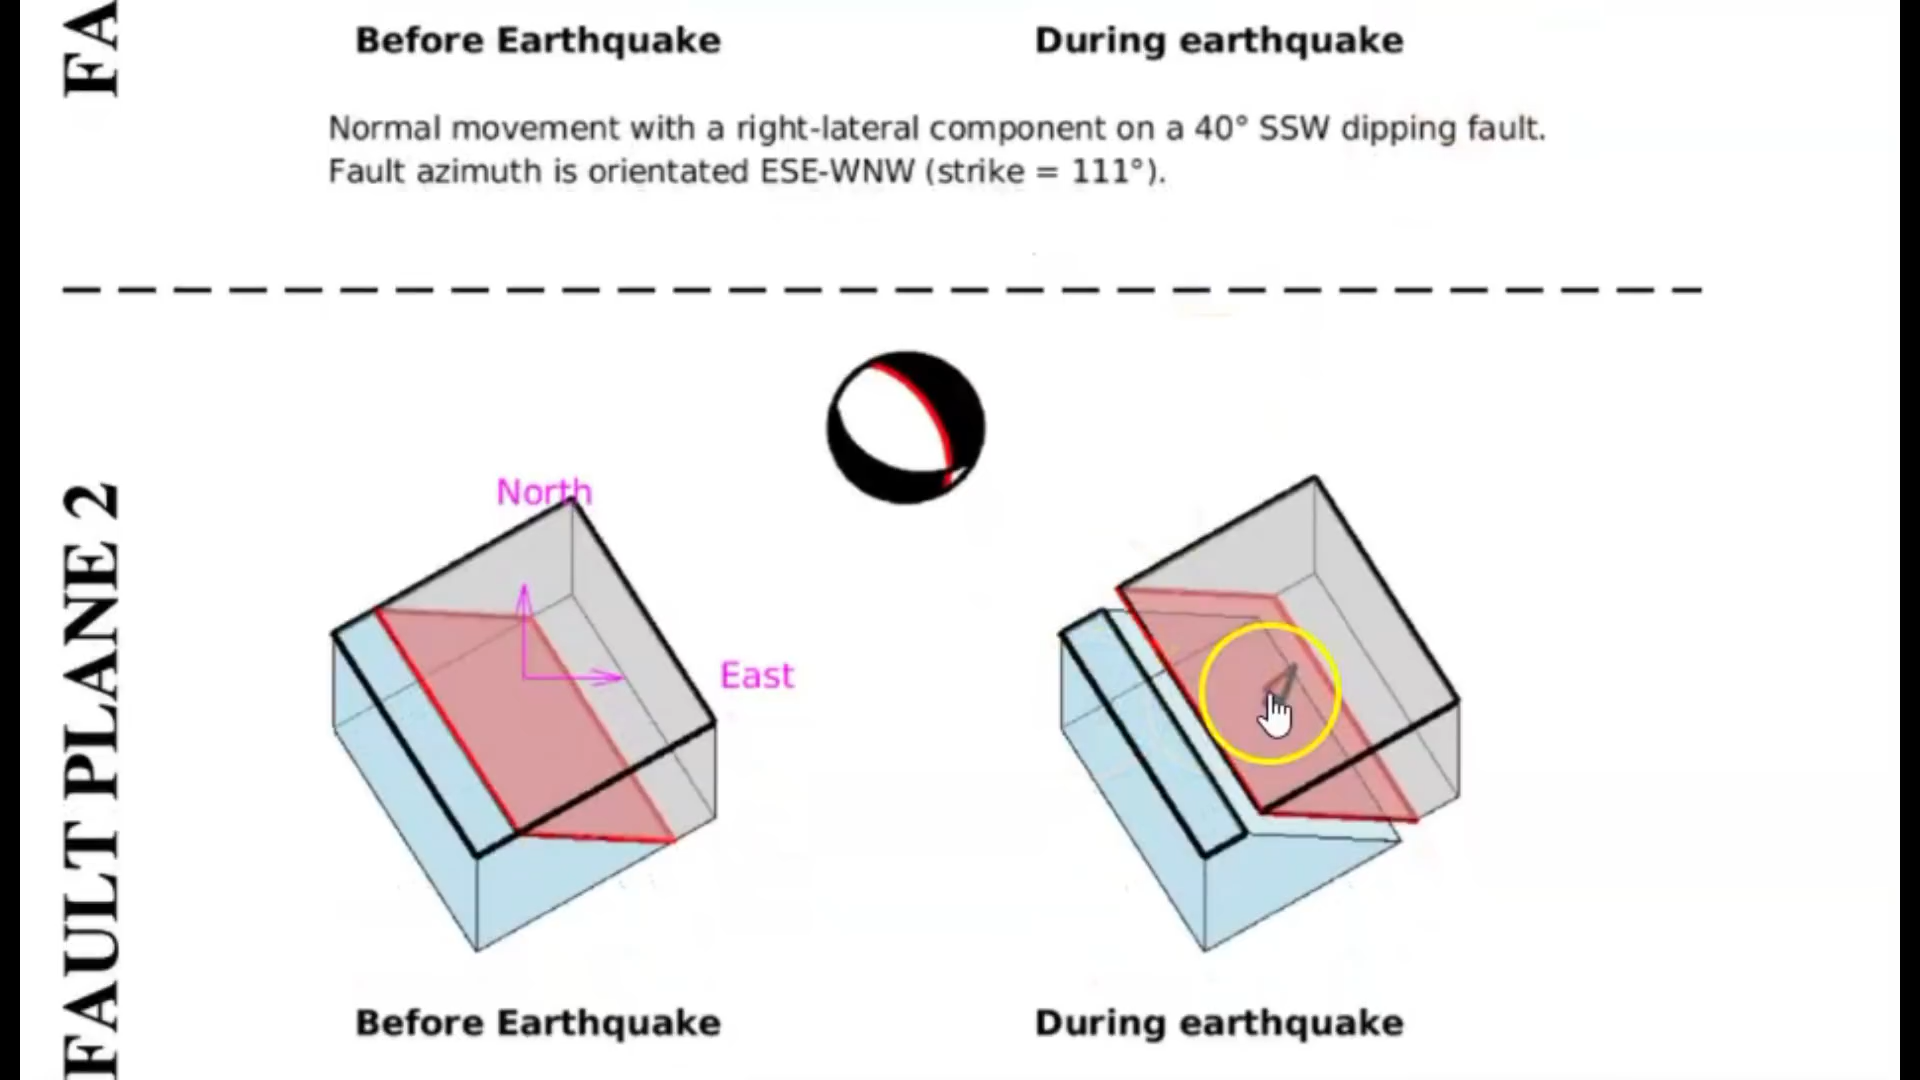 FA
Before Earthquake
During earthquake
Normal movement with a right-lateral component on a 40° SSW dipping fault.
Fault azimuth is orientated ESE-WNW (strike = 111°).
FAULT PLANE 2
North
East
Before Earthquake
During earthquake